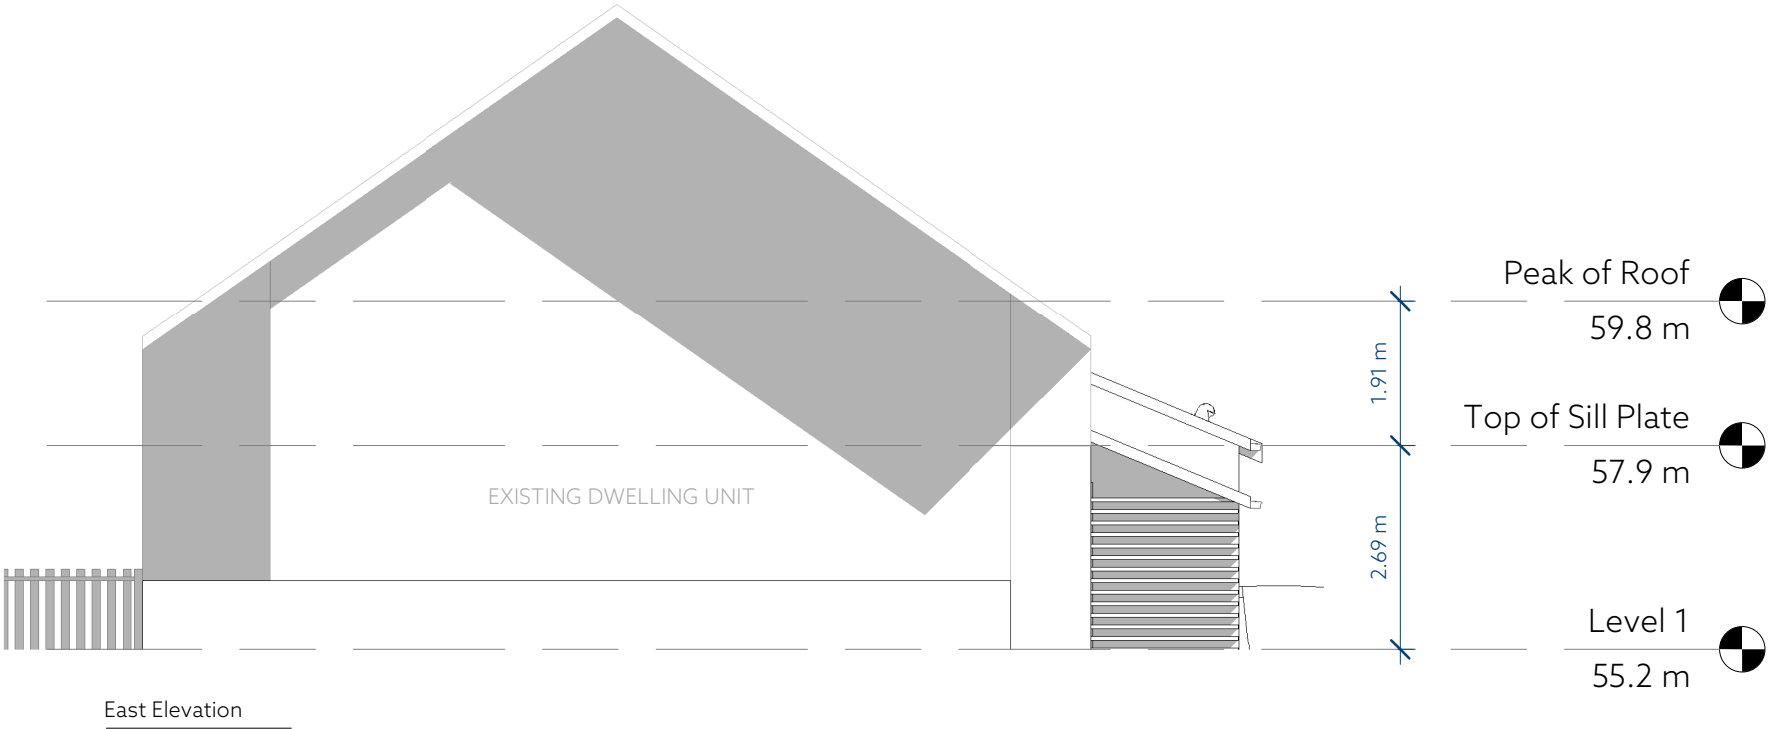 Peak of Roof
59.8 m
1.91 m
Top of Sill Plate
57.9 m
EXISTING DWELLING UNIT
2.69 m
Level 1
55.2 m
East Elevation